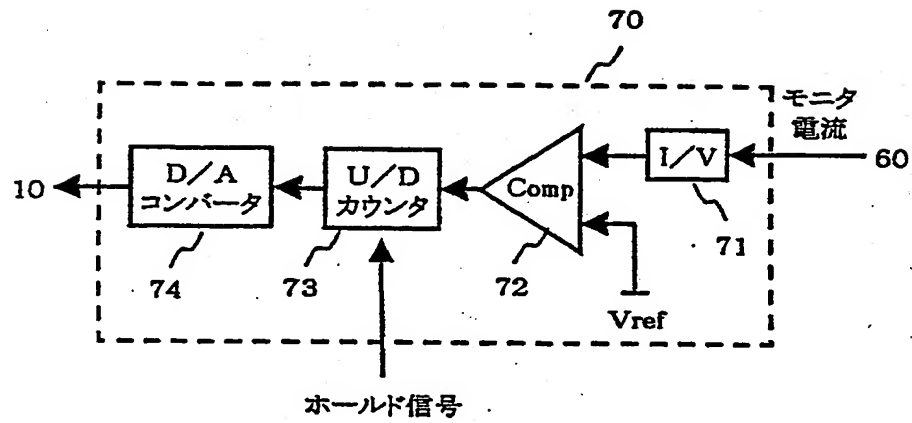 70
モニタ
電流
10
D/A
コンバータ
U/D
カウンタ
Comp
I/V
60
74
73
72
71
Vref
ホールド信号